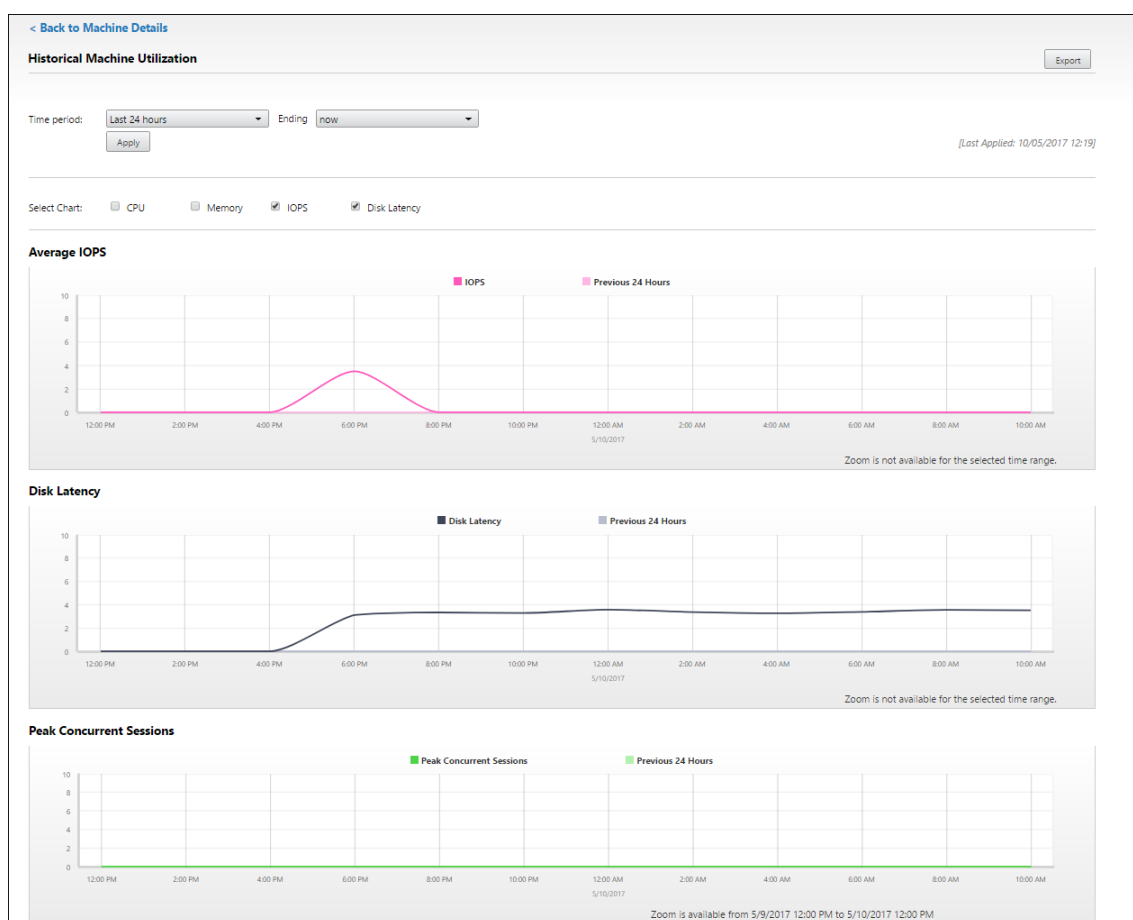 < Back to Machine Details
Historical Machine Utilization
Export
Time period: Last 24 hours Ending now
Apply
[Last Applied: 10/05/2017 12:19]
Select Chart: CPU Memory IOPS Disk Latency
Average IOPS
IOPS Previous 24 Hours
10
8
6
4
2
0
12:00 PM 2:00 PM 4:00 PM 6:00 PM 8:00 PM 10:00 PM 12:00 AM 2:00 AM 4:00 AM 6:00 AM 8:00 AM 10:00 AM
5/10/2017
Zoom is not available for the selected time range.
Disk Latency
Disk Latency Previous 24 Hours
10
8
6
4
2
0
12:00 PM 2:00 PM 4:00 PM 6:00 PM 8:00 PM 10:00 PM 12:00 AM 2:00 AM 4:00 AM 6:00 AM 8:00 AM 10:00 AM
5/10/2017
Zoom is not available for the selected time range.
Peak Concurrent Sessions
Peak Concurrent Sessions Previous 24 Hours
10
8
6
4
2
0
12:00 PM 2:00 PM 4:00 PM 6:00 PM 8:00 PM 10:00 PM 12:00 AM 2:00 AM 4:00 AM 6:00 AM 8:00 AM 10:00 AM
5/10/2017
Zoom is available from 5/9/2017 12:00 PM to 5/10/2017 12:00 PM